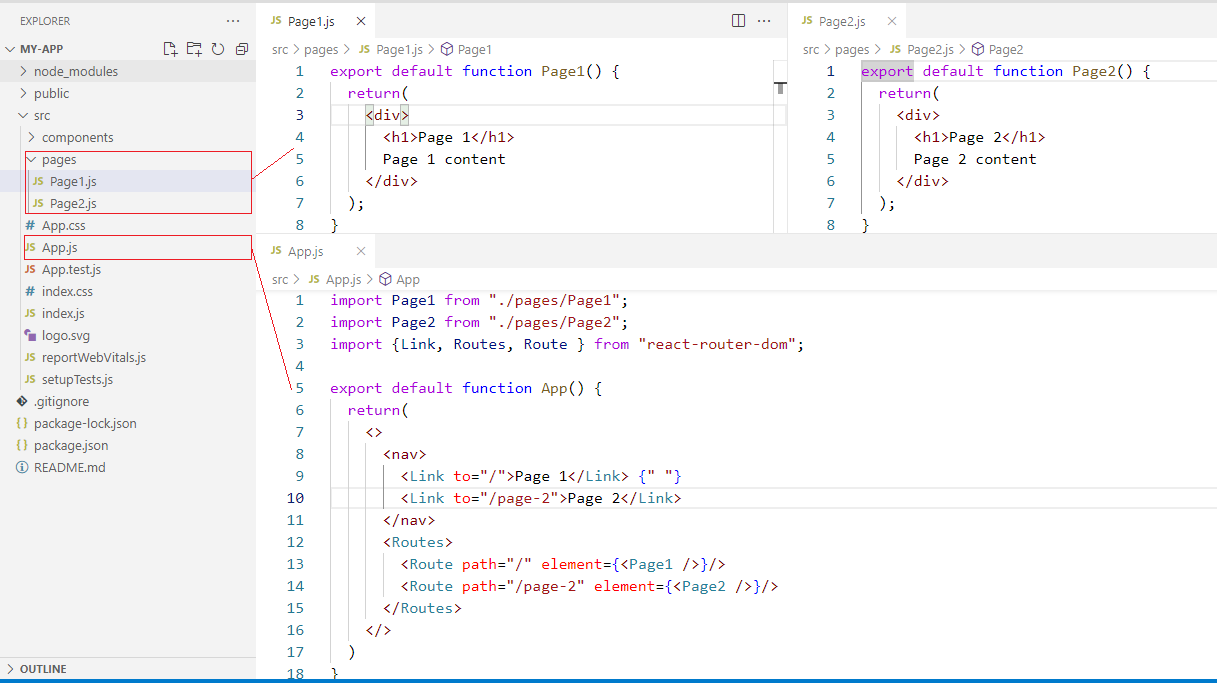 EXPLORER
MY-APP
node_modules
public
src
components
pages
JS Page1.js
JS Page2.js
# App.css
JS App.js
JS App.test.js
# index.css
JS index.js
logo.svg
JS reportWebVitals.js
JS setupTests.js
.gitignore
{} package-lock.json
{} package.json
README.md
OUTLINE
JS Page1.js
src > pages > JS Page1.js > Page1
1 export default function Page1() {
2   return(
3     <div>
4       <h1>Page 1</h1>
5       Page 1 content
6     </div>
7   );
8 }
JS Page2.js
src > pages > JS Page2.js > Page2
1 export default function Page2() {
2   return(
3     <div>
4       <h1>Page 2</h1>
5       Page 2 content
6     </div>
7   );
8 }
JS App.js
src > JS App.js > App
1 import Page1 from "./pages/Page1";
2 import Page2 from "./pages/Page2";
3 import {Link, Routes, Route } from "react-router-dom";
4
5 export default function App() {
6   return(
7     <>
8       <nav>
9         <Link to="/">Page 1</Link> {" "}
10         <Link to="/page-2">Page 2</Link>
11       </nav>
12       <Routes>
13         <Route path="/" element={<Page1 />}/>
14         <Route path="/page-2" element={<Page2 />}/>
15       </Routes>
16     </>
17   )
18 }